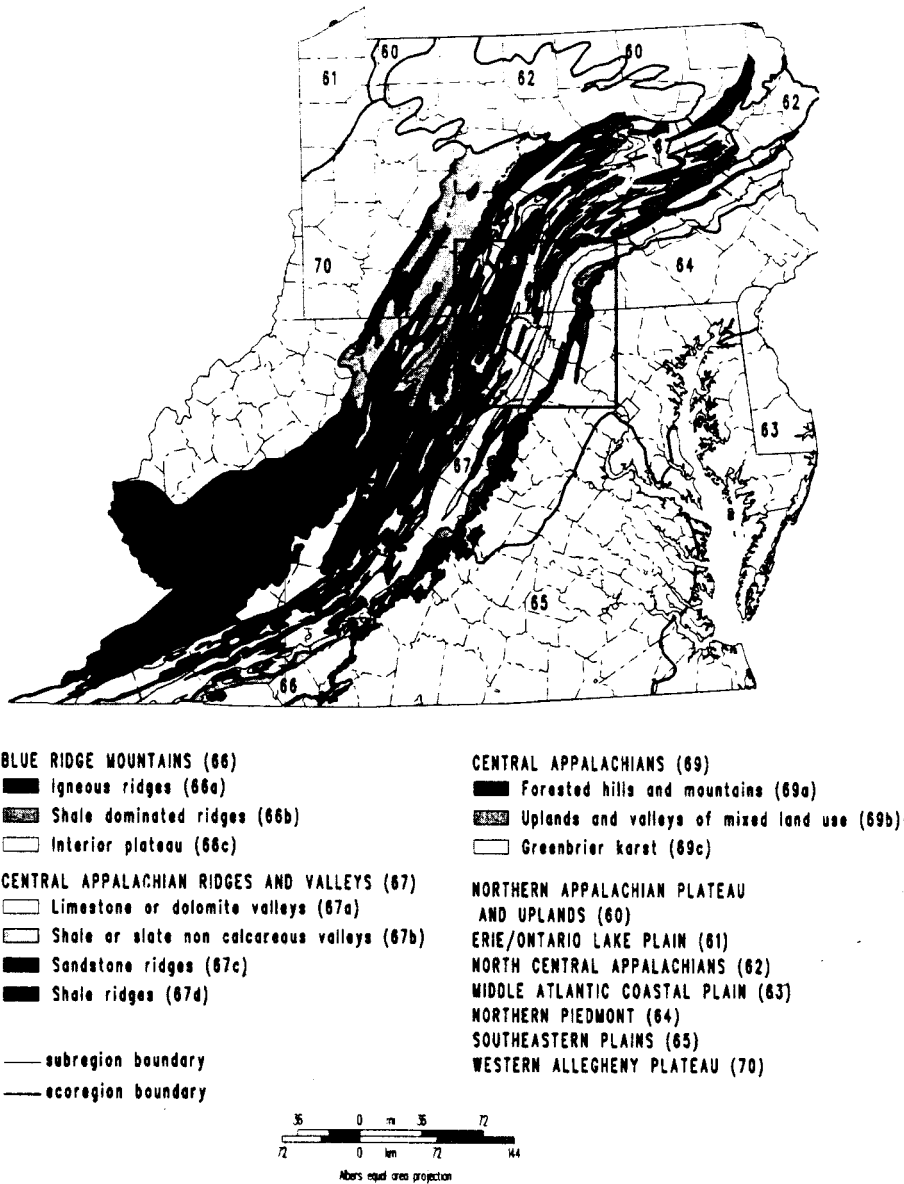 60
60
61
62
62
70
64
63
67
65
66
BLUE RIDGE MOUNTAINS (66)
Igneous ridges (66a)
Shale dominated ridges (66b)
Interior plateau (66c)
CENTRAL APPALACHIAN RIDGES AND VALLEYS (67)
Limestone or dolomite valleys (67a)
Shale or slate non calcareous valleys (67b)
Sandstone ridges (67c)
Shale ridges (67d)
subregion boundary
ecoregion boundary
CENTRAL APPALACHIANS (69)
Forested hills and mountains (69a)
Uplands and valleys of mixed land use (69b)
Greenbrier karst (69c)
NORTHERN APPALACHIAN PLATEAU
AND UPLANDS (60)
ERIE/ONTARIO LAKE PLAIN (61)
NORTH CENTRAL APPALACHIANS (62)
MIDDLE ATLANTIC COASTAL PLAIN (63)
NORTHERN PIEDMONT (64)
SOUTHEASTERN PLAINS (65)
WESTERN ALLEGHENY PLATEAU (70)
36 0 mi 36 72
72 0 km 72 144
Albers equal area projection